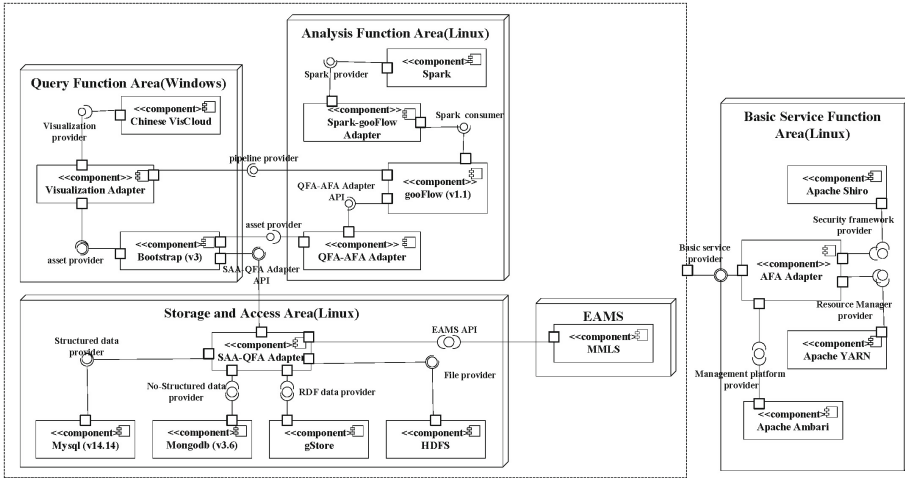 Analysis Function Area(Linux)
Spark provider
<<component>>
Spark
<<component>>
Spark-gooFlow
Adapter
Spark consumer
<<component>>
gooFlow (v1.1)
QFA-AFA Adapter
API
<<component>>
QFA-AFA Adapter
Query Function Area(Windows)
<<component>>
Chinese VisCloud
Visualization
provider
<<component>>
Visualization Adapter
pipeline provider
asset provider
<<component>>
Bootstrap (v3)
asset provider
SAA-QFA Adapter
API
Storage and Access Area(Linux)
Structured data
provider
<<component>>
SAA-QFA Adapter
EAMS API
No-Structured data
provider
RDF data provider
File provider
<<component>>
Mysql (v14.14)
<<component>>
Mongodb (v3.6)
<<component>>
gStore
<<component>>
HDFS
EAMS
<<component>>
MMLS
Basic Service Function
Area(Linux)
<<component>>
Apache Shiro
Security framework
provider
Basic service
provider
<<component>>
AFA Adapter
Resource Manager
provider
<<component>>
Apache YARN
Management platform
provider
<<component>>
Apache Ambari